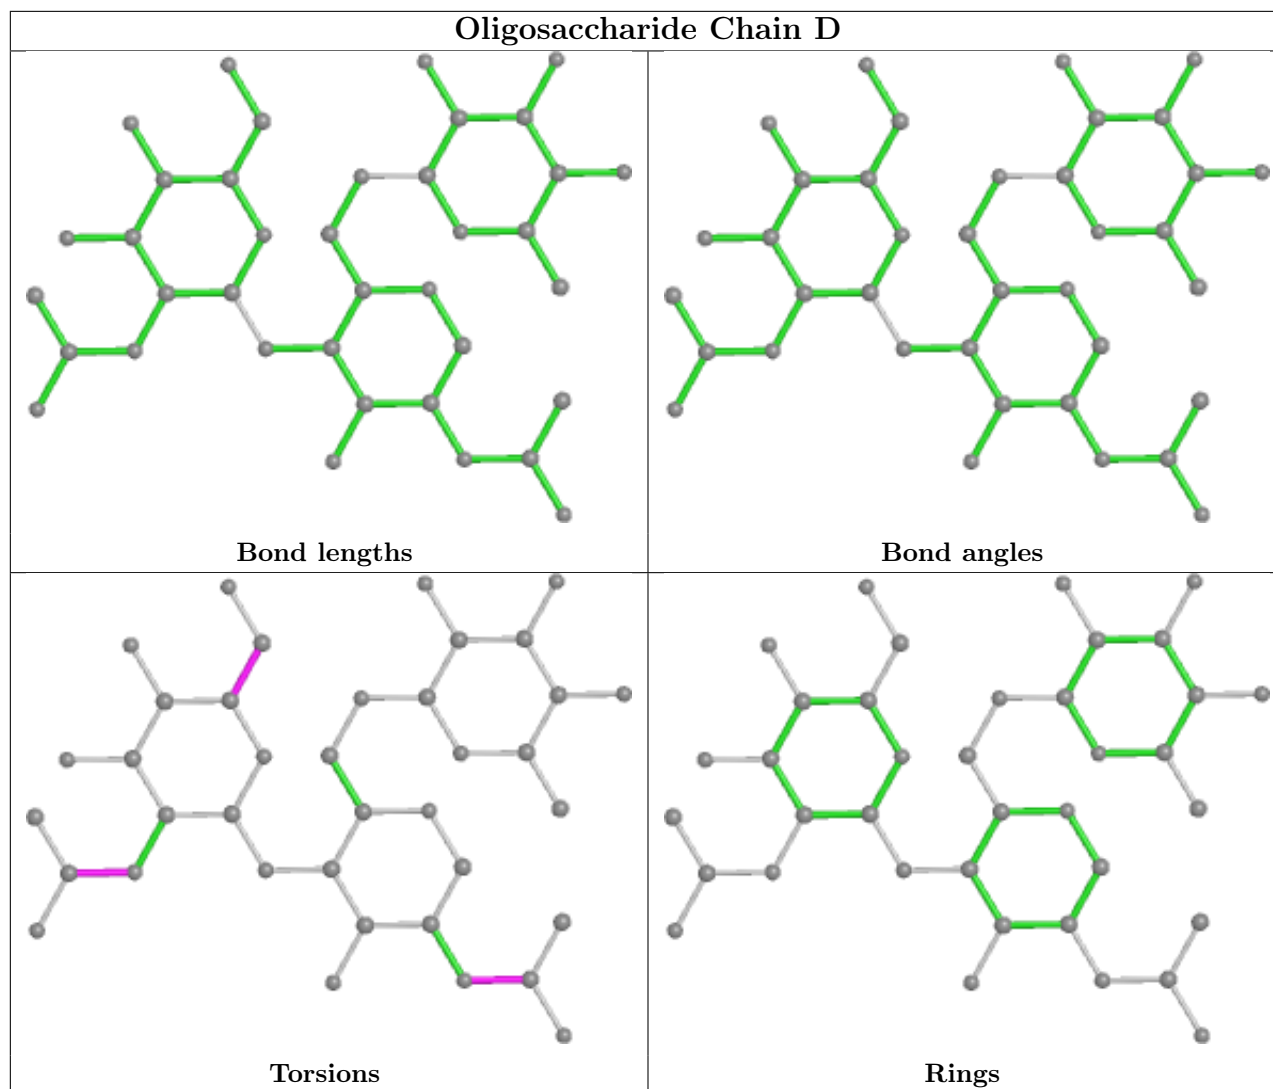 Oligosaccharide Chain D
Bond lengths
Bond angles
Torsions
Rings